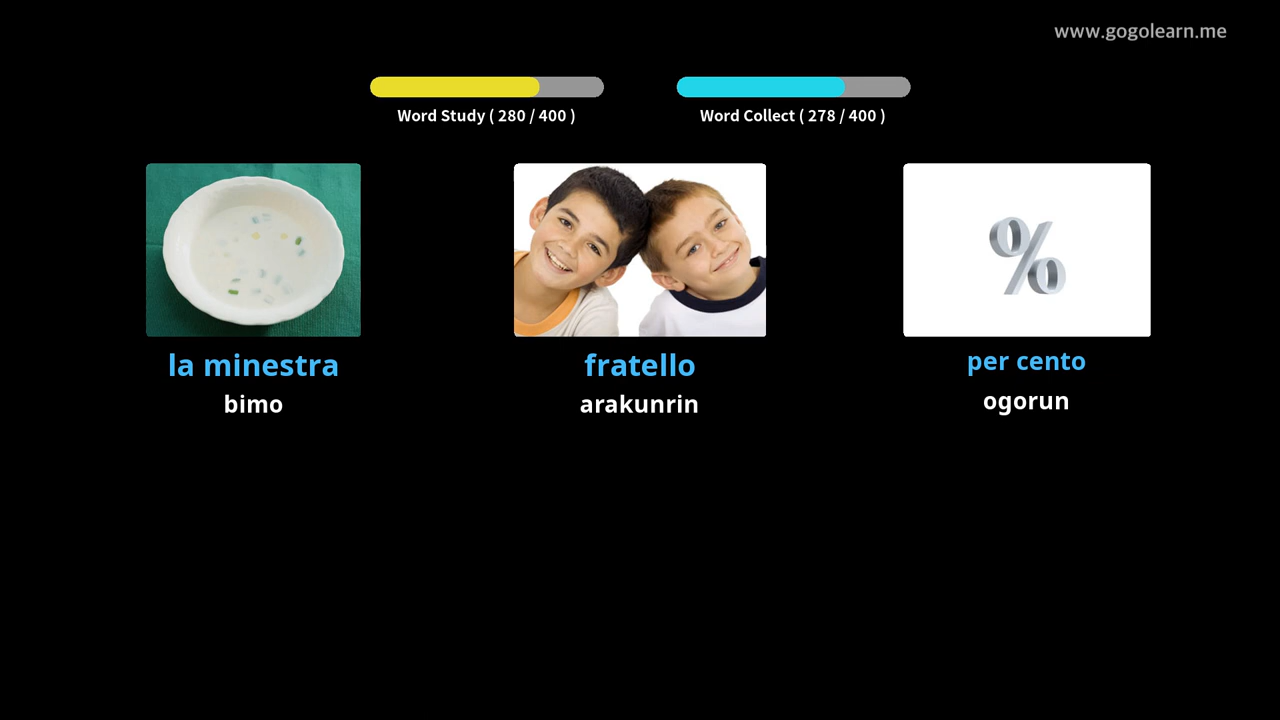 www.gogolearn.me
Word Study ( 280 / 400 )
Word Collect ( 278 / 400 )
%
la minestra
bimo
fratello
arakunrin
per cento
ogorun